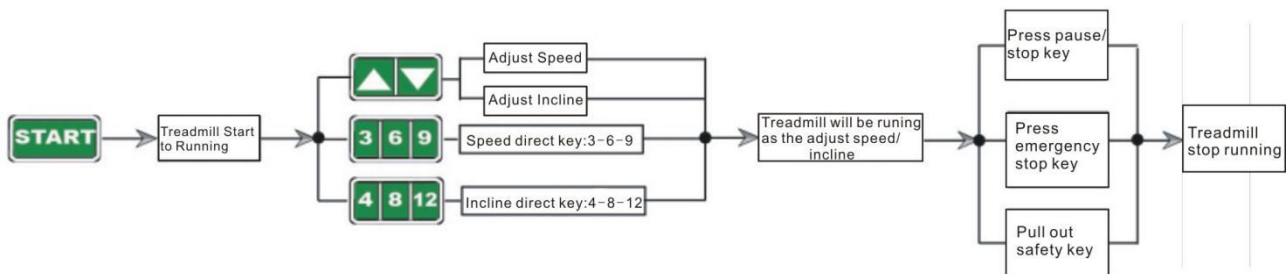 START
Treadmill Start
to Running
Adjust Speed
Adjust Incline
3 6 9
Speed direct key:3-6-9
4 8 12
Incline direct key:4-8-12
Treadmill will be runing
as the adjust speed/
incline
Press pause/
stop key
Press
emergency
stop key
Pull out
safety key
Treadmill
stop running